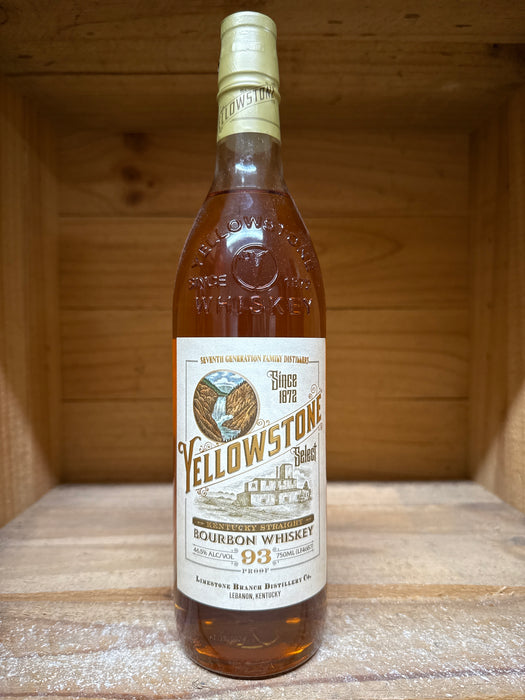 YELLOWSTONE
YELLOWSTONE
SINCE 1872
WHISKEY
SEVENTH GENERATION FAMILY DISTILLERS
Since
1872
YELLOWSTONE
Select
KENTUCKY STRAIGHT
BOURBON WHISKEY
46.5% ALC/VOL 93 750ML
PROOF
LIMESTONE BRANCH DISTILLERY CO.
LEBANON, KENTUCKY